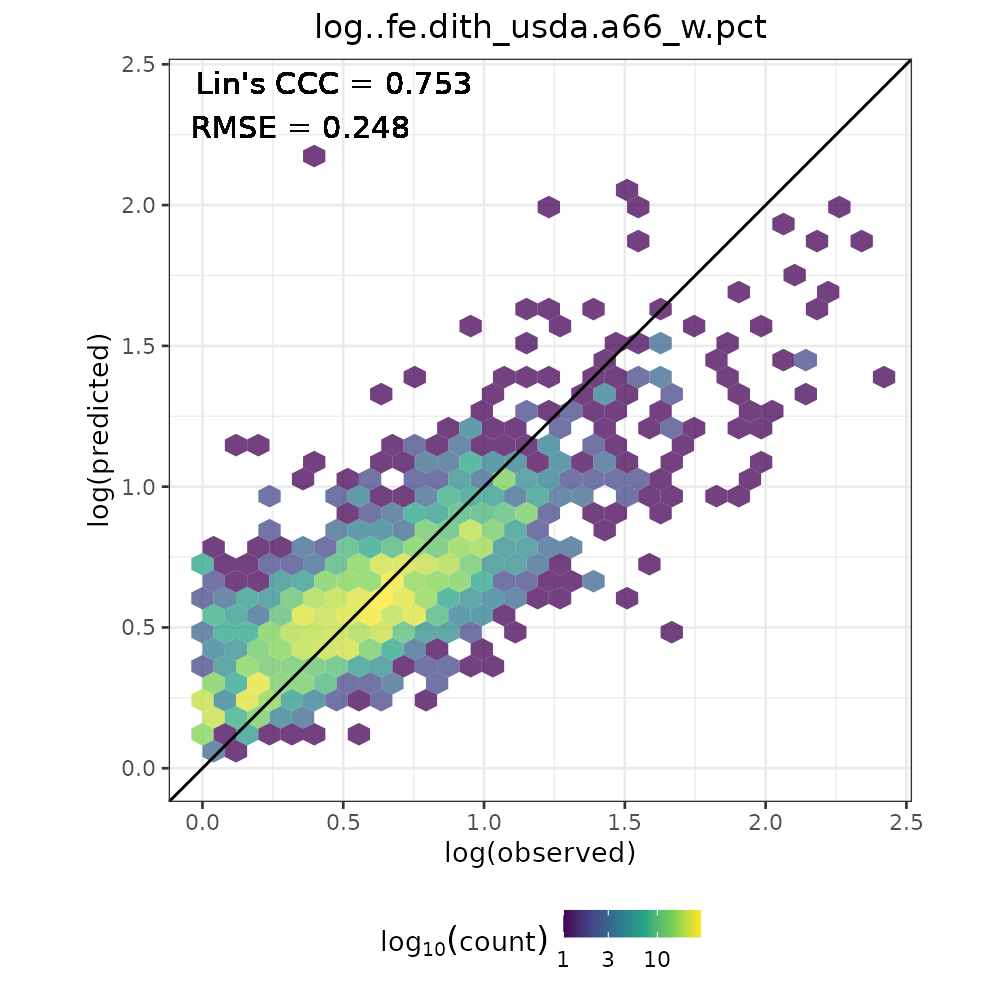 log..fe.dith_usda.a66_w.pct
Lin's CCC = 0.753
RMSE = 0.248
log(predicted)
2.5
2.0
1.5
1.0
0.5
0.0
0.0 0.5 1.0 1.5 2.0 2.5
log(observed)
log₁₀(count)
1 3 10